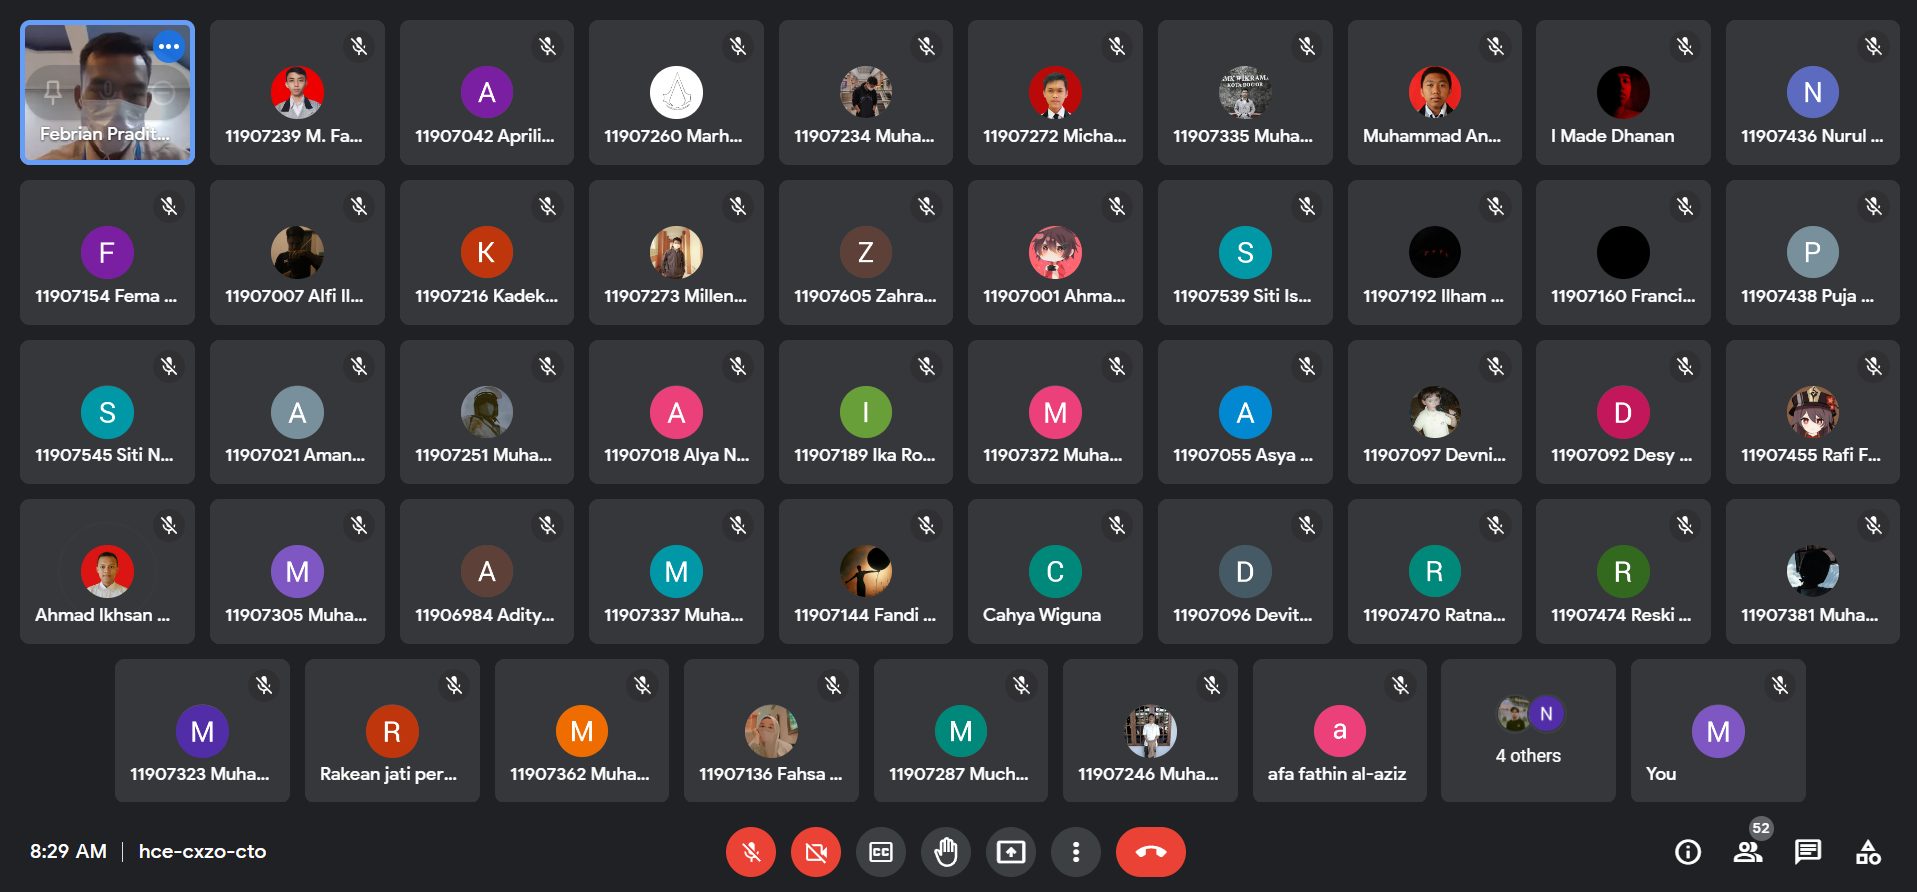 Febrian Pradit...
11907239 M. Fa...
A
11907042 Aprili...
11907260 Marh...
11907234 Muha...
11907272 Micha...
SMK WIKRAMA
KOTA BOGOR
11907335 Muha...
Muhammad An...
I Made Dhanan
N
11907436 Nurul ...
F
11907154 Fema ...
11907007 Alfi Il...
K
11907216 Kadek...
11907273 Millen...
Z
11907605 Zahra...
11907001 Ahma...
S
11907539 Siti Is...
11907192 Ilham ...
11907160 Franci...
P
11907438 Puja ...
S
11907545 Siti N...
A
11907021 Aman...
11907251 Muha...
A
11907018 Alya N...
I
11907189 Ika Ro...
M
11907372 Muha...
A
11907055 Asya ...
11907097 Devni...
D
11907092 Desy ...
11907455 Rafi F...
Ahmad Ikhsan ...
M
11907305 Muha...
A
11906984 Adity...
M
11907337 Muha...
11907144 Fandi ...
C
Cahya Wiguna
D
11907096 Devit...
R
11907470 Ratna...
R
11907474 Reski ...
11907381 Muha...
M
11907323 Muha...
R
Rakean jati per...
M
11907362 Muha...
11907136 Fahsa ...
M
11907287 Much...
11907246 Muha...
a
afa fathin al-aziz
N
4 others
M
You
8:29 AM | hce-cxzo-cto
CC
52